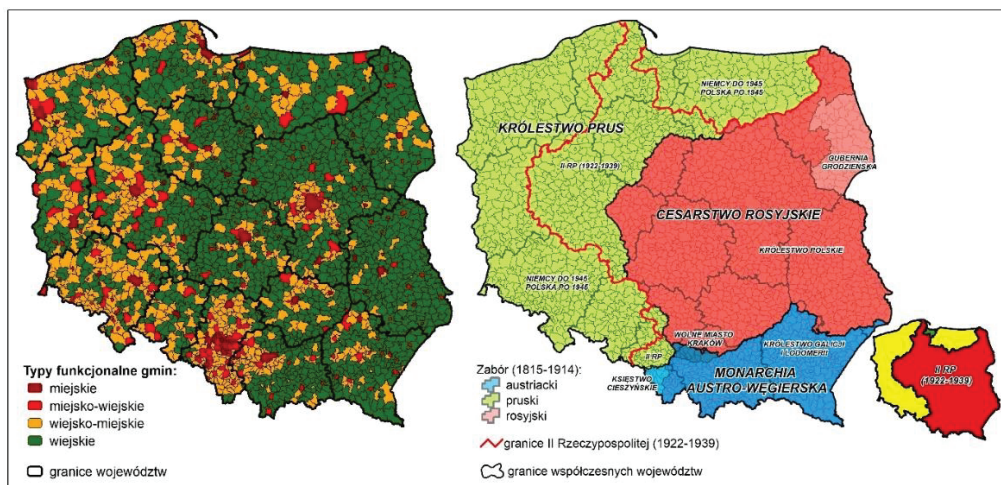 Typy funkcjonalne gmin:
miejskie
miejsko-wiejskie
wiejsko-miejskie
wiejskie
granice województw
NIEMCY DO 1945
POLSKA PO 1945
KRÓLESTWO PRUS
II RP (1922-1939)
GUBERNIA
GRODZIEŃSKA
CESARSTWO ROSYJSKIE
KRÓLESTWO POLSKIE
NIEMCY DO 1945
POLSKA PO 1945
WOLNE MIASTO
KRAKÓW
KRÓLESTWO GALICJI
I LODOMERII
II RP
KSIĘSTWO
CIESZYŃSKIE
MONARCHIA
AUSTRO-WĘGIERSKA
Zabór (1815-1914):
austriacki
pruski
rosyjski
granice II Rzeczypospolitej (1922-1939)
granice współczesnych województw
II RP
(1922-1939)